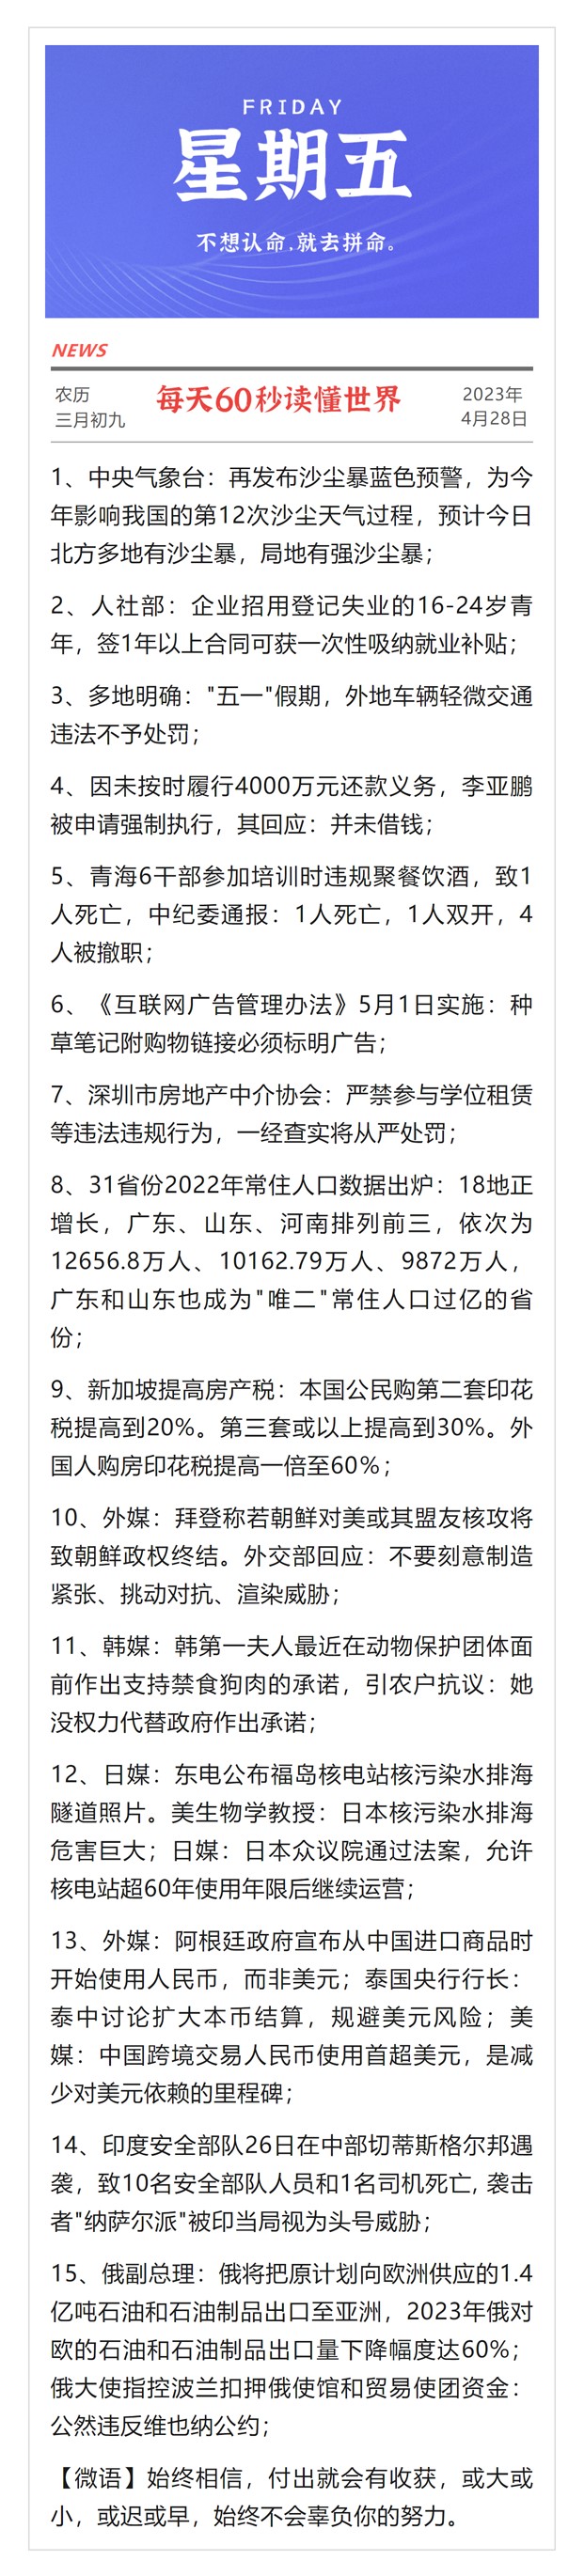 FRIDAY
星期五
不想认命,就去拼命。
NEWS
农历
三月初九
每天60秒读懂世界
2023年
4月28日
1、中央气象台：再发布沙尘暴蓝色预警，为今
年影响我国的第12次沙尘天气过程，预计今日
北方多地有沙尘暴，局地有强沙尘暴；
2、人社部：企业招用登记失业的16-24岁青
年，签1年以上合同可获一次性吸纳就业补贴；
3、多地明确："五一"假期，外地车辆轻微交通
违法不予处罚；
4、因未按时履行4000万元还款义务，李亚鹏
被申请强制执行，其回应：并未借钱；
5、青海6干部参加培训时违规聚餐饮酒，致1
人死亡，中纪委通报：1人死亡，1人双开，4
人被撤职；
6、《互联网广告管理办法》5月1日实施：种
草笔记附购物链接必须标明广告；
7、深圳市房地产中介协会：严禁参与学位租赁
等违法违规行为，一经查实将从严处罚；
8、31省份2022年常住人口数据出炉：18地正
增长，广东、山东、河南排列前三，依次为
12656.8万人、10162.79万人、9872万人，
广东和山东也成为"唯二"常住人口过亿的省
份；
9、新加坡提高房产税：本国公民购第二套印花
税提高到20%。第三套或以上提高到30%。外
国人购房印花税提高一倍至60%；
10、外媒：拜登称若朝鲜对美或其盟友核攻将
致朝鲜政权终结。外交部回应：不要刻意制造
紧张、挑动对抗、渲染威胁；
11、韩媒：韩第一夫人最近在动物保护团体面
前作出支持禁食狗肉的承诺，引农户抗议：她
没权力代替政府作出承诺；
12、日媒：东电公布福岛核电站核污染水排海
隧道照片。美生物学教授：日本核污染水排海
危害巨大；日媒：日本众议院通过法案，允许
核电站超60年使用年限后继续运营；
13、外媒：阿根廷政府宣布从中国进口商品时
开始使用人民币，而非美元；泰国央行行长：
泰中讨论扩大本币结算，规避美元风险；美
媒：中国跨境交易人民币使用首超美元，是减
少对美元依赖的里程碑；
14、印度安全部队26日在中部切蒂斯格尔邦遇
袭，致10名安全部队人员和1名司机死亡, 袭击
者"纳萨尔派"被印当局视为头号威胁；
15、俄副总理：俄将把原计划向欧洲供应的1.4
亿吨石油和石油制品出口至亚洲，2023年俄对
欧的石油和石油制品出口量下降幅度达60%；
俄大使指控波兰扣押俄使馆和贸易使团资金：
公然违反维也纳公约；
【微语】始终相信，付出就会有收获，或大或
小，或迟或早，始终不会辜负你的努力。